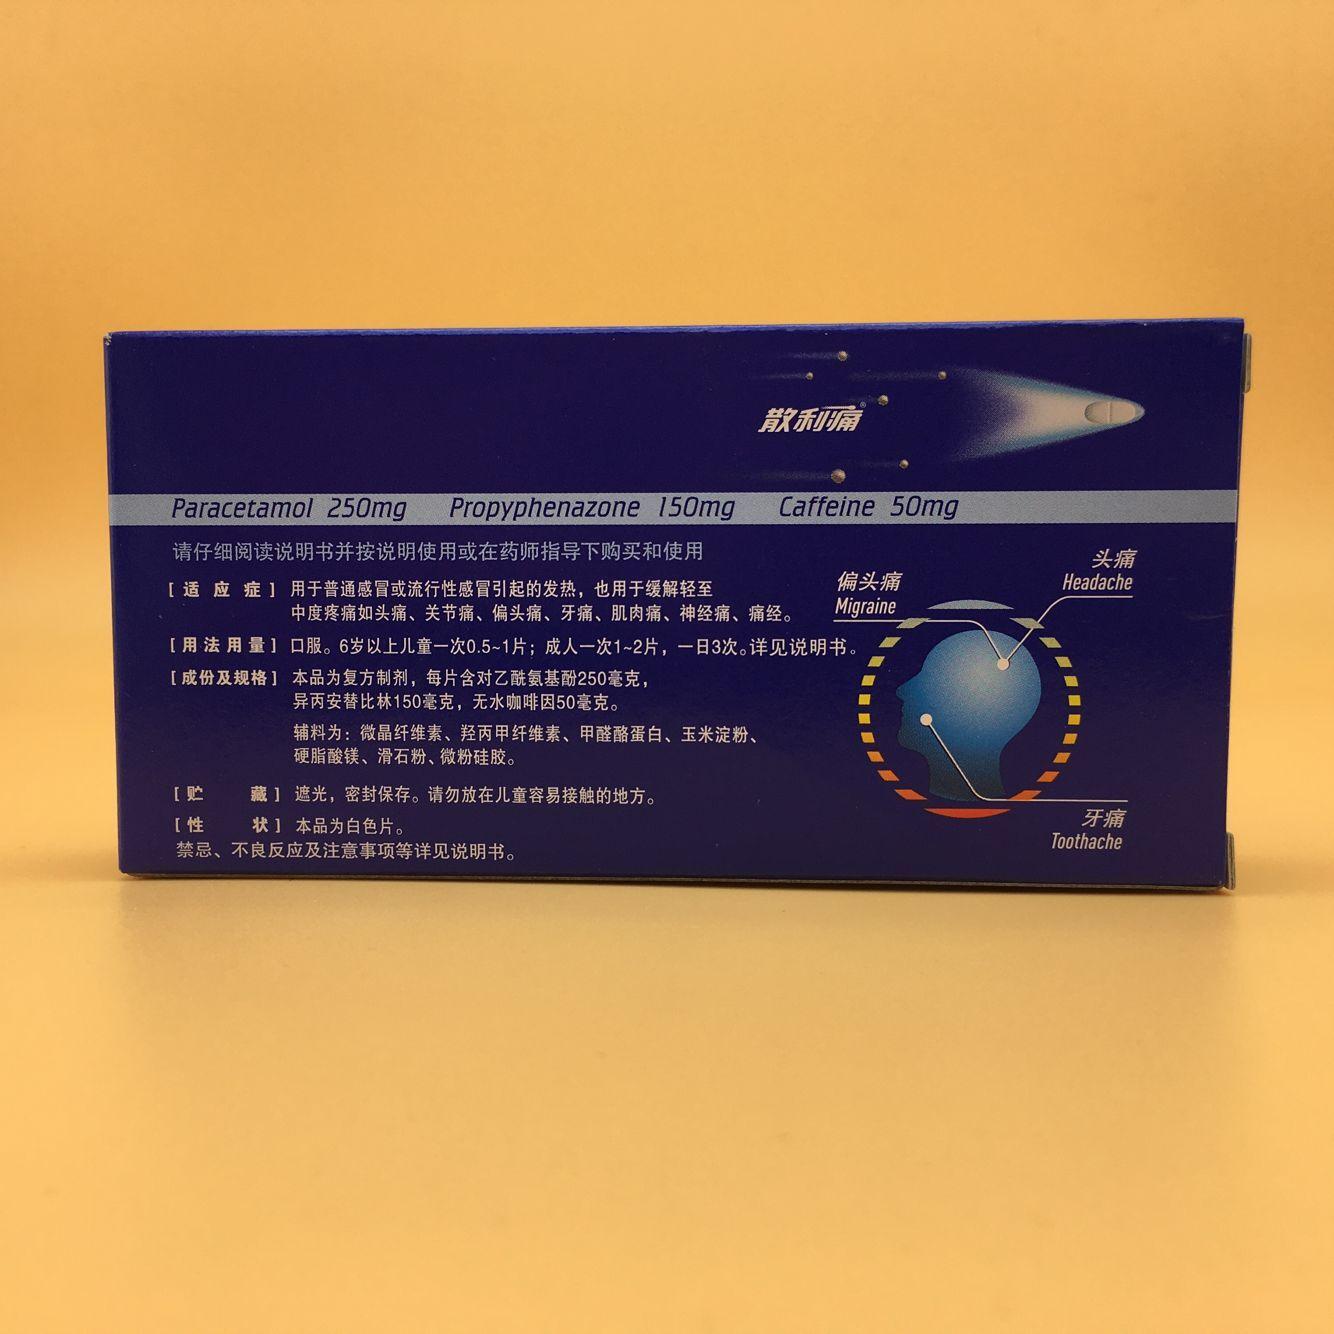 散利痛®
Paracetamol 250mg Propyphenazone 150mg Caffeine 50mg
请仔细阅读说明书并按说明使用或在药师指导下购买和使用
[适应症] 用于普通感冒或流行性感冒引起的发热，也用于缓解轻至
中度疼痛如头痛、关节痛、偏头痛、牙痛、肌肉痛、神经痛、痛经。
[用法用量] 口服。6岁以上儿童一次0.5~1片；成人一次1~2片，一日3次。详见说明书。
[成份及规格] 本品为复方制剂，每片含对乙酰氨基酚250毫克，
异丙安替比林150毫克，无水咖啡因50毫克。
辅料为：微晶纤维素、羟丙甲纤维素、甲醛酪蛋白、玉米淀粉、
硬脂酸镁、滑石粉、微粉硅胶。
[贮藏] 遮光，密封保存。请勿放在儿童容易接触的地方。
[性状] 本品为白色片。
禁忌、不良反应及注意事项等详见说明书。
头痛
Headache
偏头痛
Migraine
牙痛
Toothache